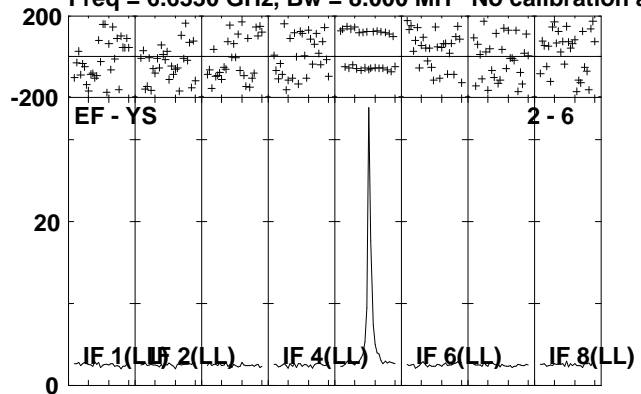 Freq = 6.6350 GHz, Bw = 8.000 MH No calibration a
200
-200
EF - YS 2 - 6
20
IF 1(LL) IF 2(LL) IF 4(LL) IF 6(LL) IF 8(LL)
0